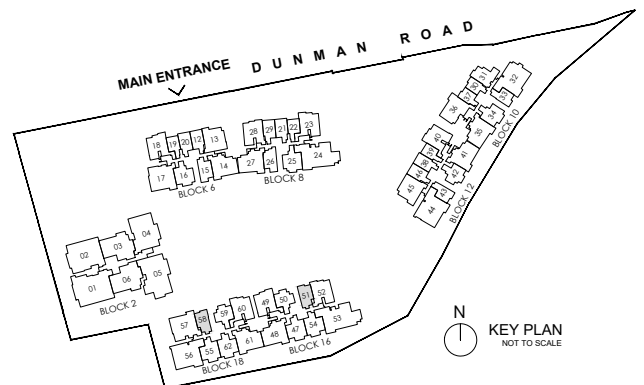 DUNMAN ROAD
MAIN ENTRANCE
32
31
30
37
33
36
34
35
BLOCK 10
40
39
38
41
46
42
45
43
44
BLOCK 12
18 19 20 12 13
17 16 15 14
BLOCK 6
28 29 21 22 23
27 26 25 24
BLOCK 8
04
03
02
01 06 05
BLOCK 2
57 58 59 60
56 55 62 61
BLOCK 18
49 50 51 52
48 47 54 53
BLOCK 16
N
KEY PLAN
NOT TO SCALE